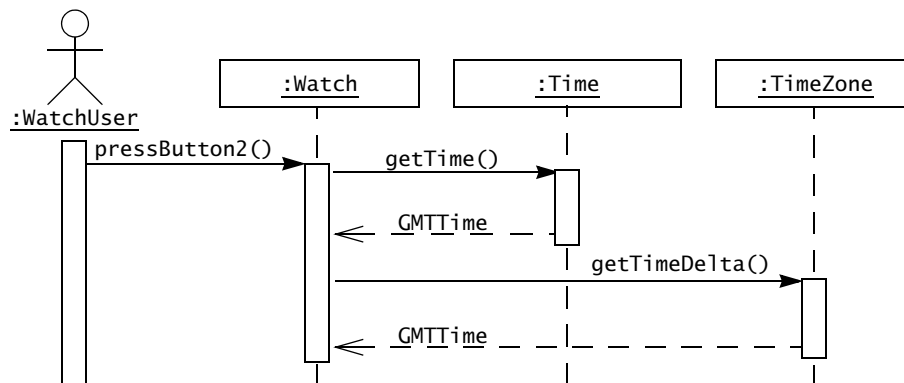 :Watch
:Time
:TimeZone
:WatchUser
pressButton2()
getTime()
GMTTime
getTimeDelta()
GMTTime